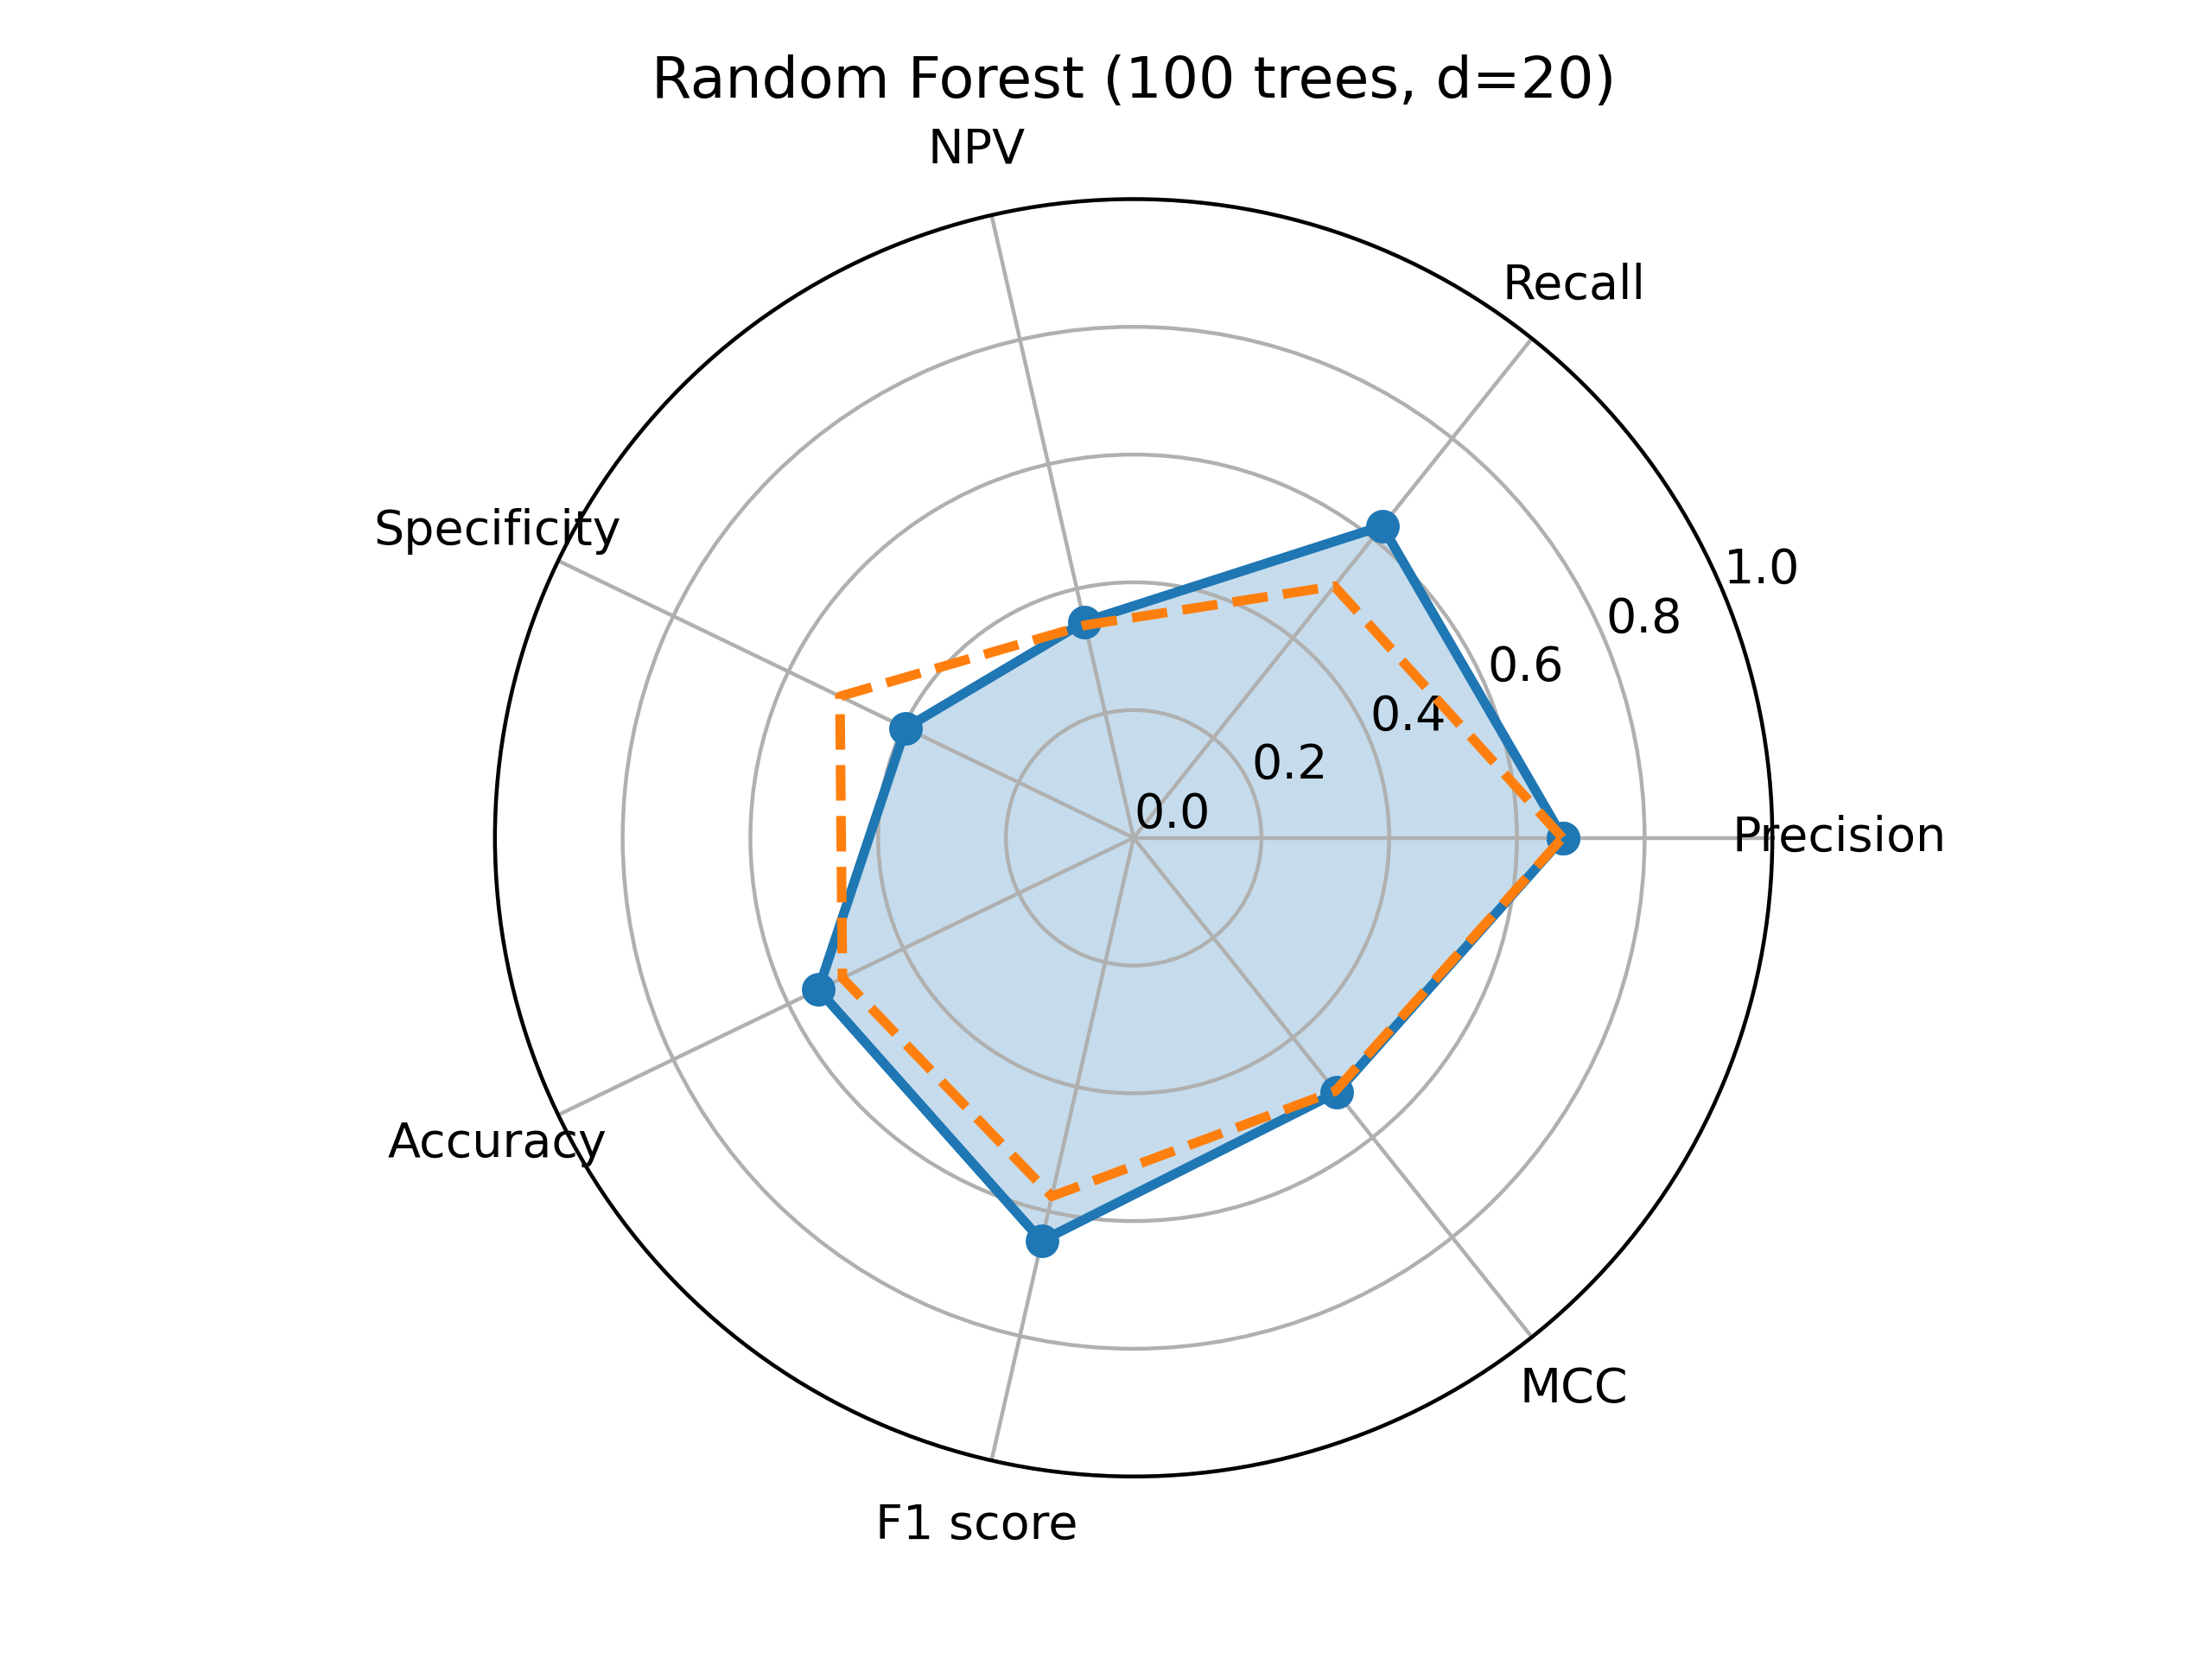 Random Forest (100 trees, d=20)
NPV
Recall
Specificity
1.0
0.8
0.6
0.4
0.2
0.0
Precision
Accuracy
MCC
F1 score